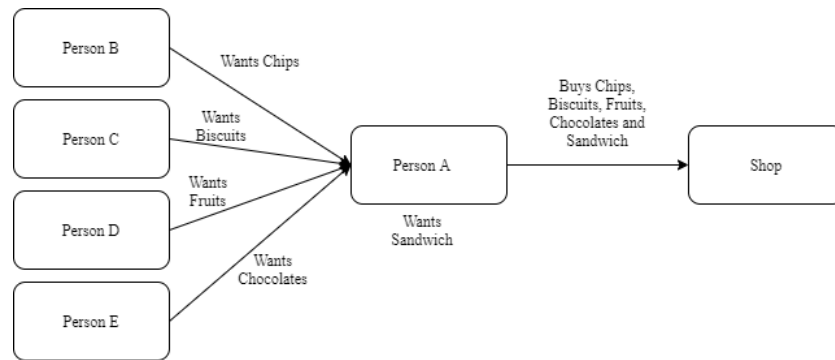 Person B
Wants Chips
Person C
Wants
Biscuits
Person D
Wants
Fruits
Person E
Wants
Chocolates
Person A
Wants
Sandwich
Buys Chips,
Biscuits, Fruits,
Chocolates and
Sandwich
Shop